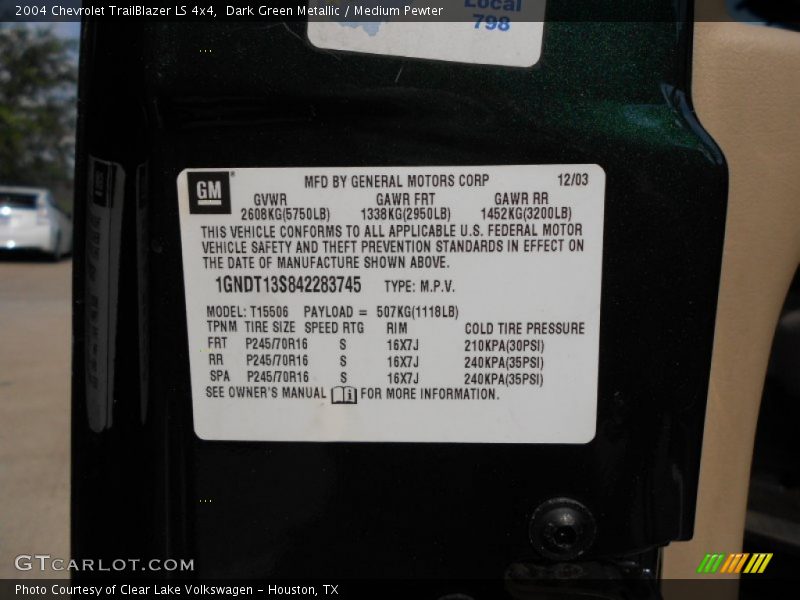 2004 Chevrolet TrailBlazer LS 4x4, Dark Green Metallic / Medium Pewter
Local
798
GM
MFD BY GENERAL MOTORS CORP 12/03
GVWR GAWR FRT GAWR RR
2608KG(5750LB) 1338KG(2950LB) 1452KG(3200LB)
THIS VEHICLE CONFORMS TO ALL APPLICABLE U.S. FEDERAL MOTOR
VEHICLE SAFETY AND THEFT PREVENTION STANDARDS IN EFFECT ON
THE DATE OF MANUFACTURE SHOWN ABOVE.
1GNDT13S842283745 TYPE: M.P.V.
MODEL: T15506 PAYLOAD = 507KG(1118LB)
TPNM TIRE SIZE SPEED RTG RIM COLD TIRE PRESSURE
FRT P245/70R16 S 16X7J 210KPA(30PSI)
RR P245/70R16 S 16X7J 240KPA(35PSI)
SPA P245/70R16 S 16X7J 240KPA(35PSI)
SEE OWNER'S MANUAL i FOR MORE INFORMATION.
GTCARLOT.COM
Photo Courtesy of Clear Lake Volkswagen - Houston, TX